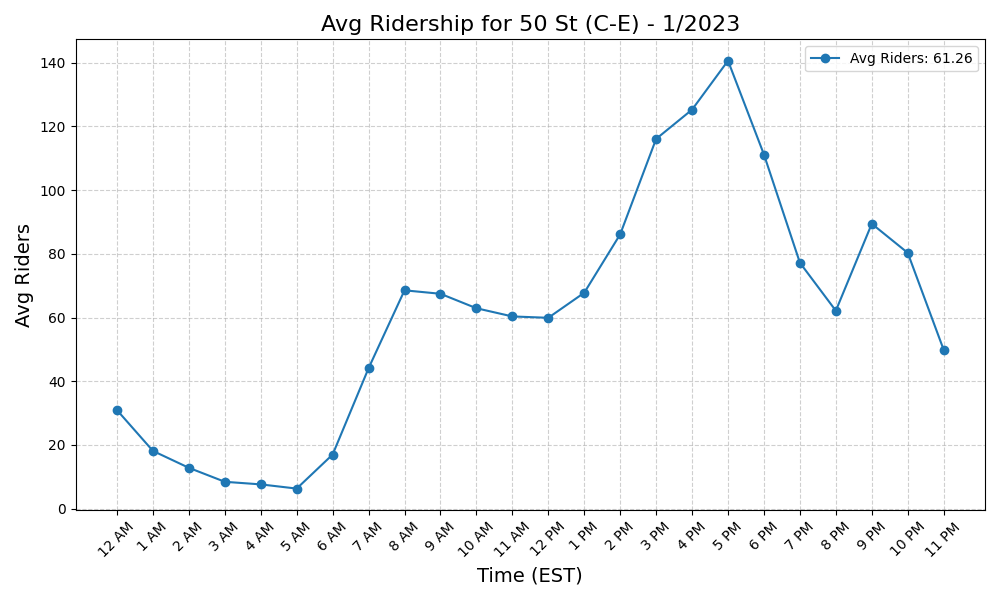 Avg Ridership for 50 St (C-E) - 1/2023
Avg Riders: 61.26
140
120
100
80
60
40
20
0
Avg Riders
12 AM
1 AM
2 AM
3 AM
4 AM
5 AM
6 AM
7 AM
8 AM
9 AM
10 AM
11 AM
12 PM
1 PM
2 PM
3 PM
4 PM
5 PM
6 PM
7 PM
8 PM
9 PM
10 PM
11 PM
Time (EST)